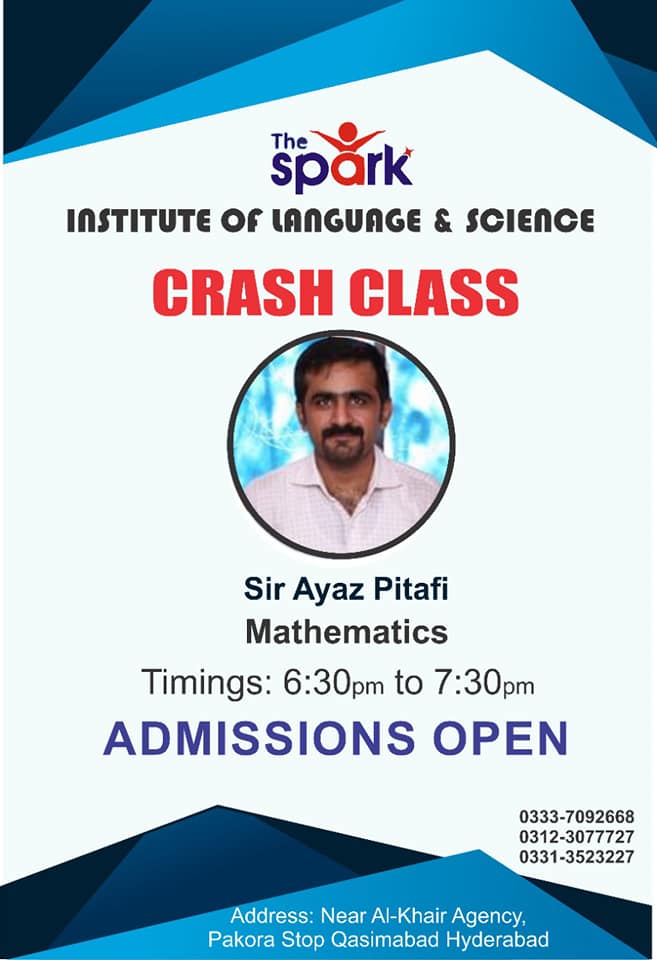 The
spark
INSTITUTE OF LANGUAGE & SCIENCE
CRASH CLASS
Sir Ayaz Pitafi
Mathematics
Timings: 6:30pm to 7:30pm
ADMISSIONS OPEN
0333-7092668
0312-3077727
0331-3523227
Address: Near Al-Khair Agency,
Pakora Stop Qasimabad Hyderabad